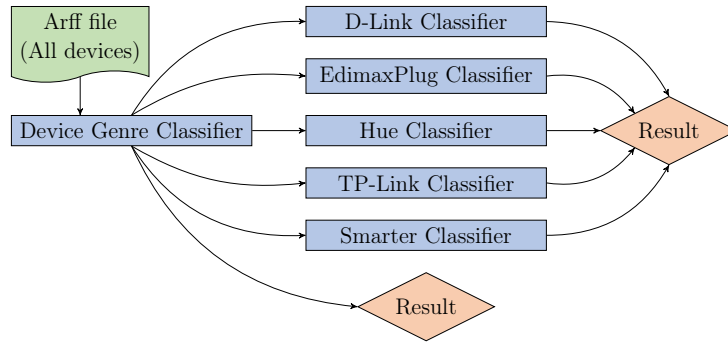 Arff file
(All devices)
D-Link Classifier
EdimaxPlug Classifier
Device Genre Classifier
Hue Classifier
Result
TP-Link Classifier
Smarter Classifier
Result